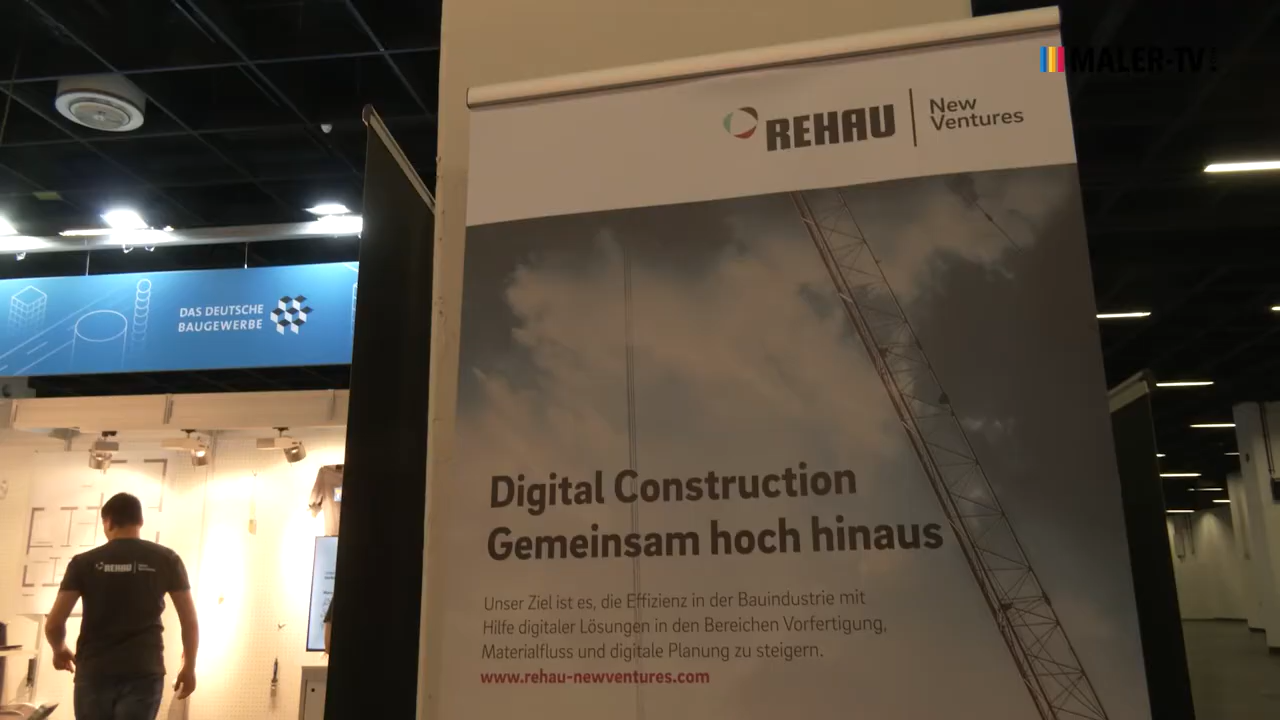 MALER-TV
REHAU
New
Ventures
DAS DEUTSCHE
BAUGEWERBE
Digital Construction
Gemeinsam hoch hinaus
REHAU
Unser Ziel ist es, die Effizienz in der Bauindustrie mit
Hilfe digitaler Lösungen in den Bereichen Vorfertigung,
Materialfluss und digitale Planung zu steigern.
www.rehau-newventures.com